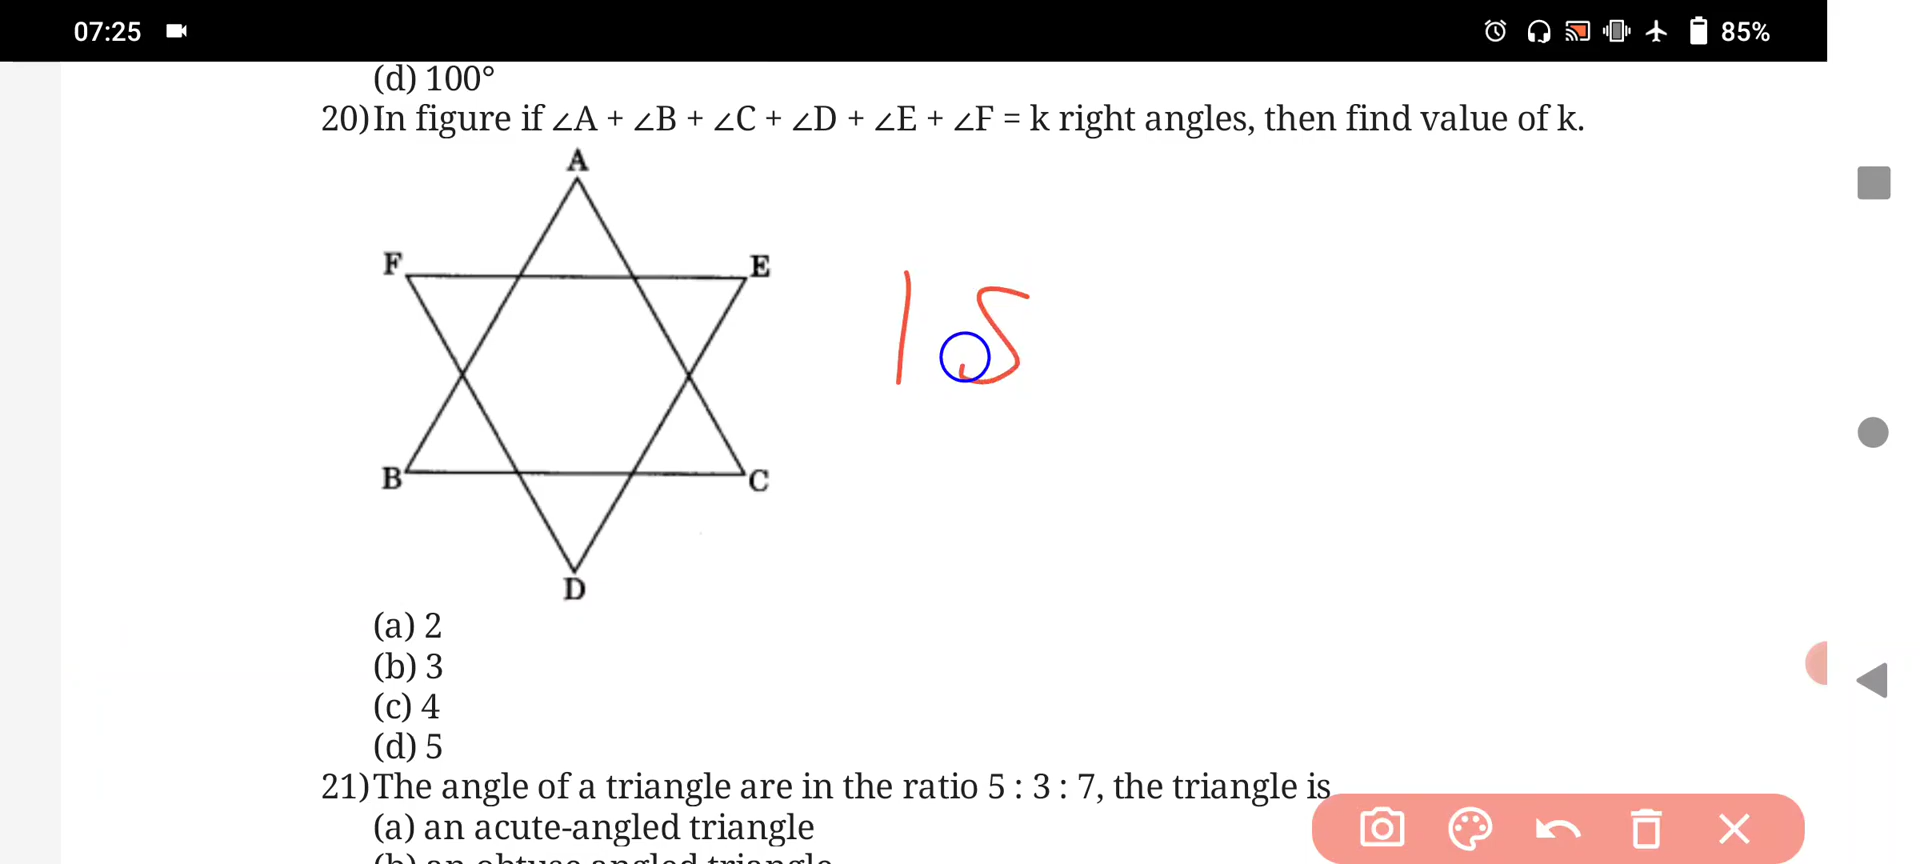 07:25 85%
(d) 100°
20) In figure if ∠A + ∠B + ∠C + ∠D + ∠E + ∠F = k right angles, then find value of k.
A
F E
B C
D
(a) 2
(b) 3
(c) 4
(d) 5
21) The angle of a triangle are in the ratio 5 : 3 : 7, the triangle is
(a) an acute-angled triangle